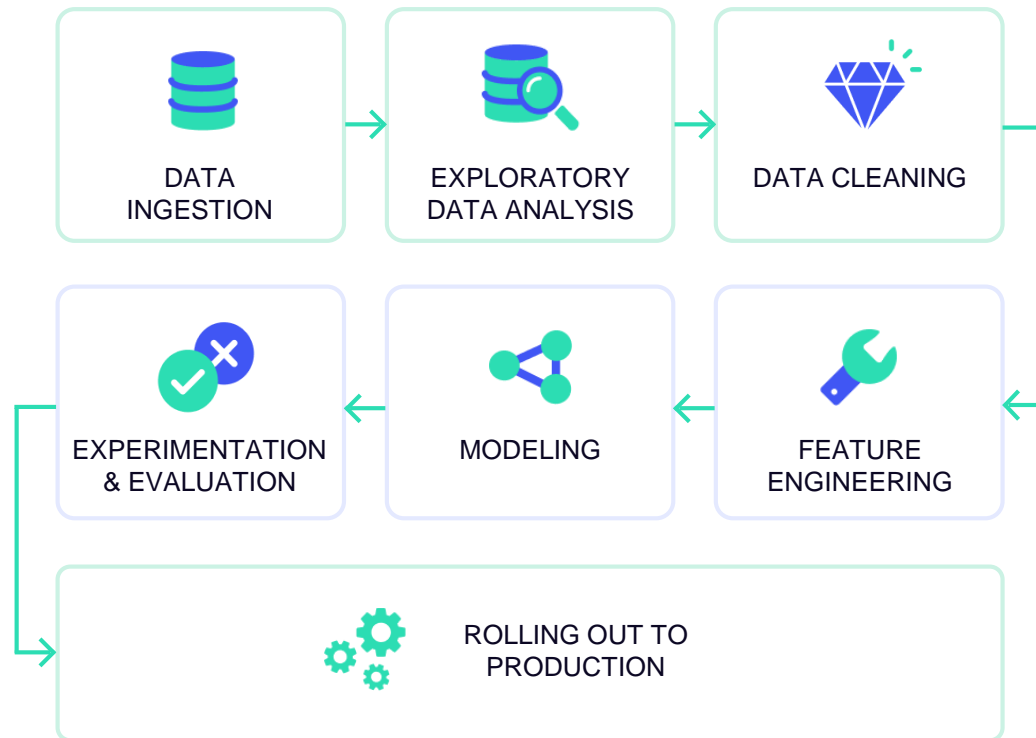 DATA
INGESTION
EXPLORATORY
DATA ANALYSIS
DATA CLEANING
EXPERIMENTATION
& EVALUATION
MODELING
FEATURE
ENGINEERING
ROLLING OUT TO
PRODUCTION